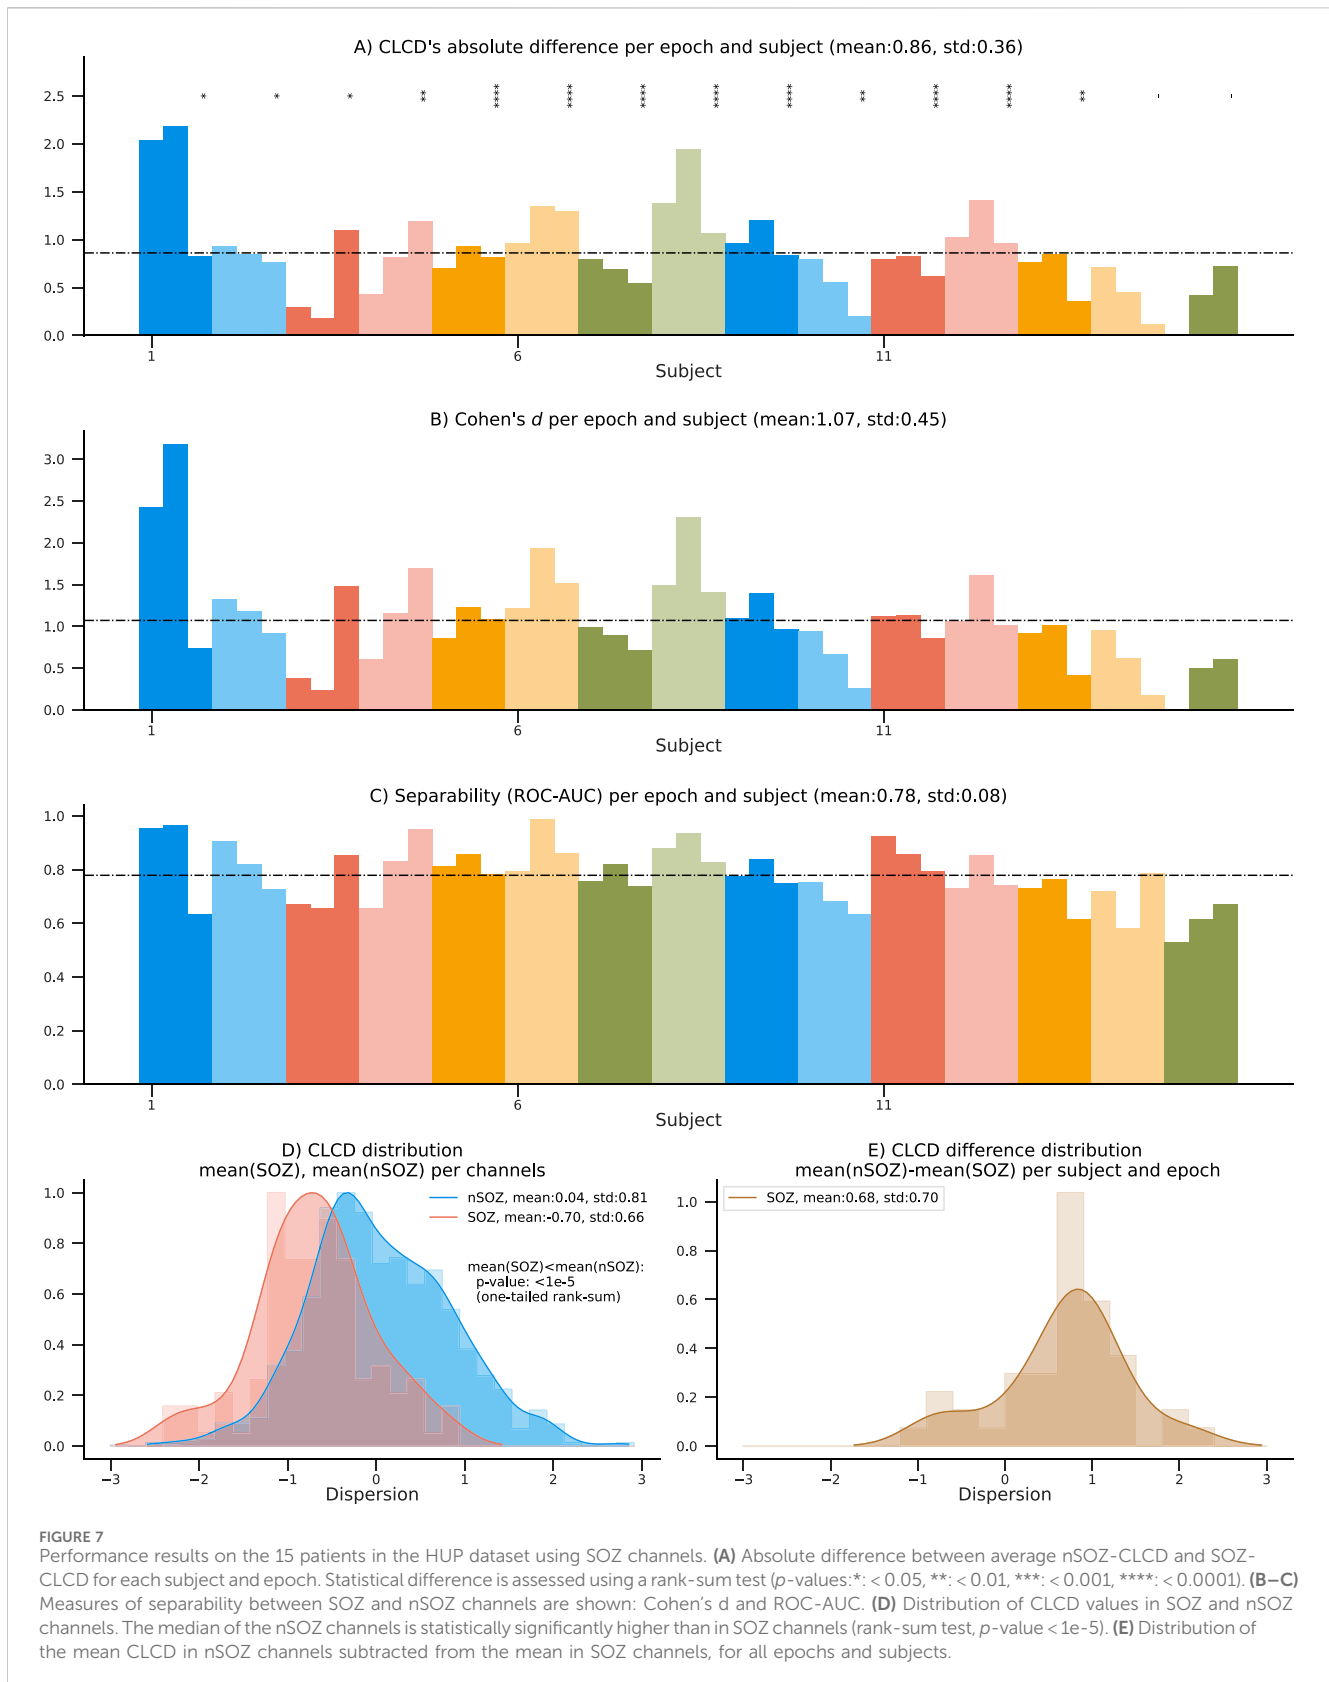 A) CLCD's absolute difference per epoch and subject (mean:0.86, std:0.36)
* * * ** **** **** **** **** **** ** **** **** ** - -
2.5
2.0
1.5
1.0
0.5
0.0
1 6 11
Subject
B) Cohen's d per epoch and subject (mean:1.07, std:0.45)
3.0
2.5
2.0
1.5
1.0
0.5
0.0
1 6 11
Subject
C) Separability (ROC-AUC) per epoch and subject (mean:0.78, std:0.08)
1.0
0.8
0.6
0.4
0.2
0.0
1 6 11
Subject
D) CLCD distribution
mean(SOZ), mean(nSOZ) per channels
nSOZ, mean:0.04, std:0.81
SOZ, mean:-0.70, std:0.66
mean(SOZ)<mean(nSOZ):
p-value: <1e-5
(one-tailed rank-sum)
1.0
0.8
0.6
0.4
0.2
0.0
−3 −2 −1 0 1 2 3
Dispersion
E) CLCD difference distribution
mean(nSOZ)-mean(SOZ) per subject and epoch
SOZ, mean:0.68, std:0.70
1.0
0.8
0.6
0.4
0.2
0.0
−3 −2 −1 0 1 2 3
Dispersion
FIGURE 7
Performance results on the 15 patients in the HUP dataset using SOZ channels. (A) Absolute difference between average nSOZ-CLCD and SOZ-
CLCD for each subject and epoch. Statistical difference is assessed using a rank-sum test (p-values:*: < 0.05, **: < 0.01, ***: < 0.001, ****: < 0.0001). (B–C)
Measures of separability between SOZ and nSOZ channels are shown: Cohen's d and ROC-AUC. (D) Distribution of CLCD values in SOZ and nSOZ
channels. The median of the nSOZ channels is statistically significantly higher than in SOZ channels (rank-sum test, p-value < 1e-5). (E) Distribution of
the mean CLCD in nSOZ channels subtracted from the mean in SOZ channels, for all epochs and subjects.